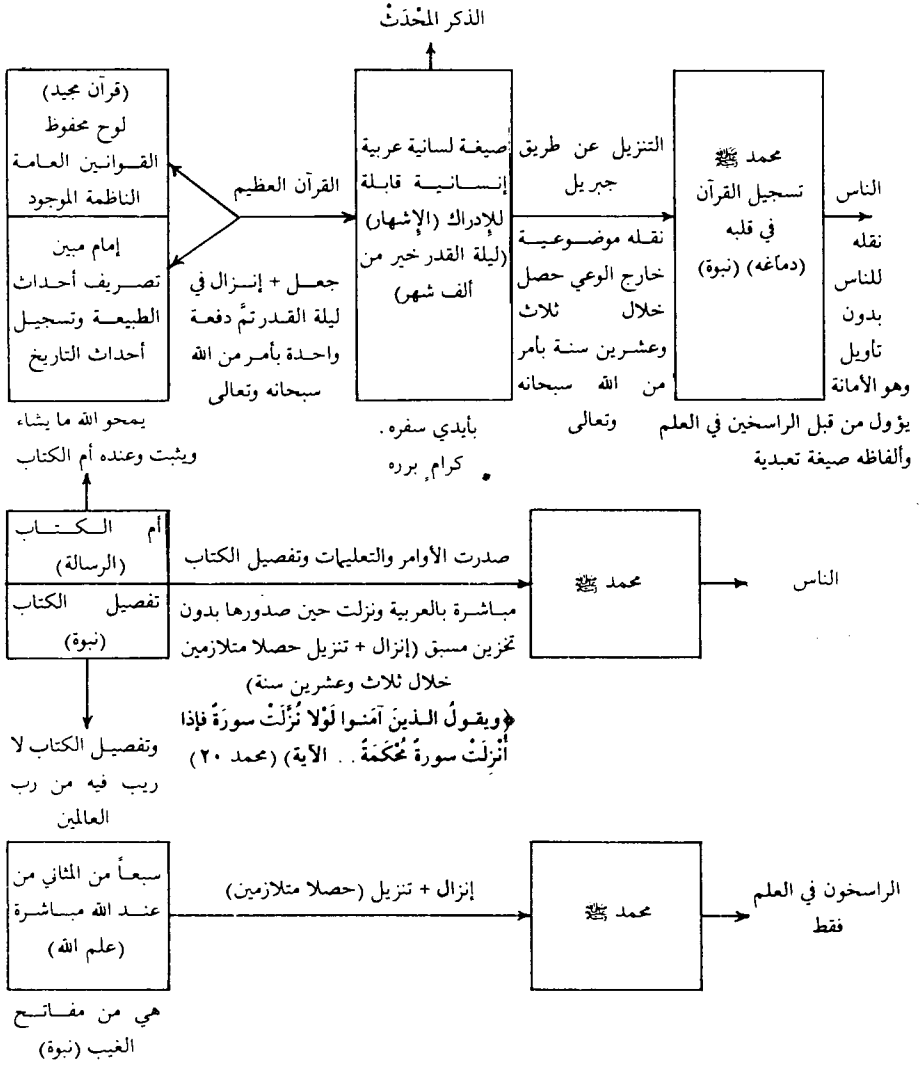 الذكر المُحْدَثْ
محمد ﷺ
تسجيل القرآن
في قلبه
(دماغه) (نبوة)
الناس
نقله
للناس
بدون
تأويل
وهو الأمانة
يؤول من قبل الراسخين في العلم
وألفاظه صيغة تعبدية
التنزيل عن طريق
جبريل
نقله موضوعية
خارج الوعي حصل
خلال ثلاث
وعشرين سنة بأمر
من الله سبحانه
وتعالى
صيغة لسانية عربية
إنسانية قابلة
للإدراك (الإشهار)
(ليلة القدر خير من
ألف شهر)
بأيدي سفره .
كرام برره
القرآن العظيم
جعل + إنزال في
ليلة القدر تمَّ دفعة
واحدة بأمر من الله
سبحانه وتعالى
(قرآن مجيد)
لوح محفوظ
القوانين العامة
الناظمة الموجود
إمام مبين
تصريف أحداث
الطبيعة وتسجيل
أحداث التاريخ
يمحو الله ما يشاء
ويثبت وعنده أم الكتاب
أم الكتاب
(الرسالة)
تفصيل الكتاب
(نبوة)
صدرت الأوامر والتعليمات وتفصيل الكتاب
مباشرة بالعربية ونزلت حين صدورها بدون
تخزين مسبق (إنزال + تنزيل حصلا متلازمين
خلال ثلاث وعشرين سنة)
﴿ويقولُ الذينَ آمَنوا لَوْلا نُزِّلَتْ سورَةٌ فإذا
أُنْزِلَتْ سورةٌ مُحْكَمَةٌ . . الآية) (محمد ٢٠)
محمد ﷺ
الناس
وتفصيل الكتاب لا
ريب فيه من رب
العالمين
سبعاً من المثاني من
عند الله مباشرة
(علم الله)
إنزال + تنزيل (حصلا متلازمين)
محمد ﷺ
الراسخون في العلم
فقط
هي من مفاتح
الغيب (نبوة)